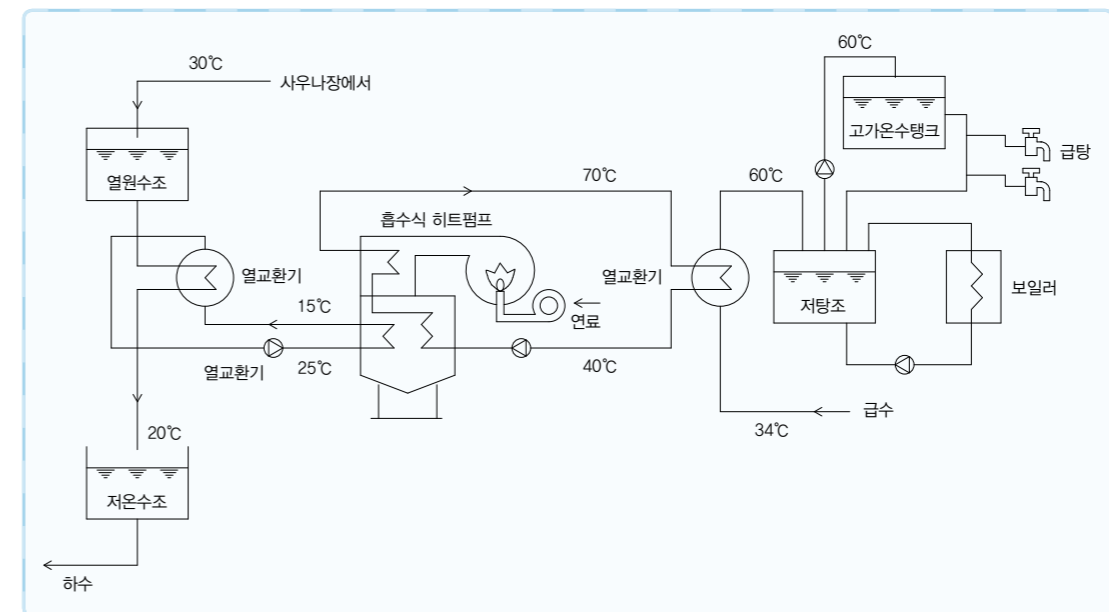 60℃
30℃
사우나장에서
고가온수탱크
급탕
열원수조
70℃
60℃
흡수식 히트펌프
열교환기
열교환기
보일러
15℃
연료
저탕조
열교환기
25℃
40℃
급수
34℃
20℃
저온수조
하수